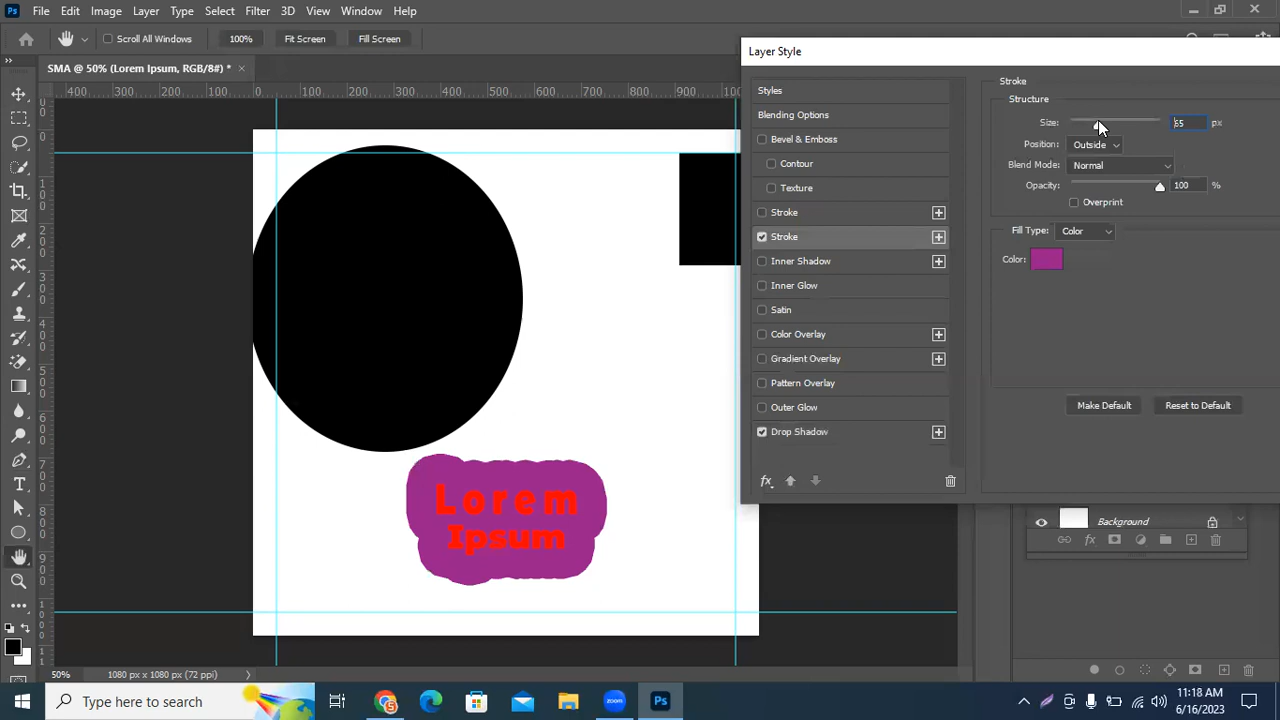 File Edit Image Layer Type Select Filter 3D View Window Help
Scroll All Windows 100% Fit Screen Fill Screen
SMA @ 50% (Lorem Ipsum, RGB/8#) *
400 300 200 100 0 100 200 300 400 500 600 700 800 900
Layer Style
Styles
Blending Options
Bevel & Emboss
Contour
Texture
Stroke
Stroke
Inner Shadow
Inner Glow
Satin
Color Overlay
Gradient Overlay
Pattern Overlay
Outer Glow
Drop Shadow
fx
Stroke
Structure
Size: 65 px
Position: Outside
Blend Mode: Normal
Opacity: 100 %
Overprint
Fill Type: Color
Color:
Make Default Reset to Default
Lorem
Ipsum
Background
fx
50% 1080 px x 1080 px (72 ppi)
Type here to search
11:18 AM
6/16/2023